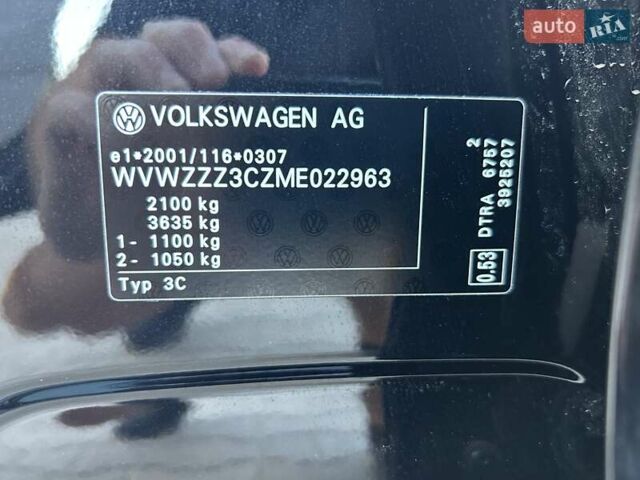 auto RIA .com
VOLKSWAGEN AG
e1*2001/116*0307
WVWZZZ3CZME022963
2100 kg
3635 kg
1- 1100 kg
2- 1050 kg
Typ 3C
2
DTRA 6757
3925207
0.53